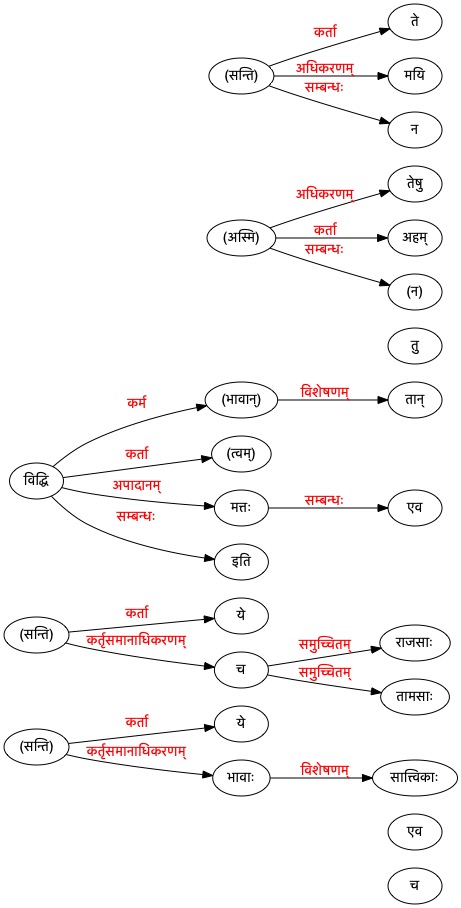 कर्ता
ते
(सन्ति)
अधिकरणम्
मयि
सम्बन्धः
न
अधिकरणम्
तेषु
(अस्मि)
कर्ता
अहम्
सम्बन्धः
(न)
तु
कर्म
(भावान्)
विशेषणम्
तान्
कर्ता
(त्वम्)
विद्धि
अपादानम्
मत्तः
सम्बन्धः
एव
सम्बन्धः
इति
कर्ता
ये
(सन्ति)
कर्तृसमानाधिकरणम्
च
समुच्चितम्
राजसाः
समुच्चितम्
तामसाः
कर्ता
ये
(सन्ति)
कर्तृसमानाधिकरणम्
भावाः
विशेषणम्
सात्त्विकाः
एव
च